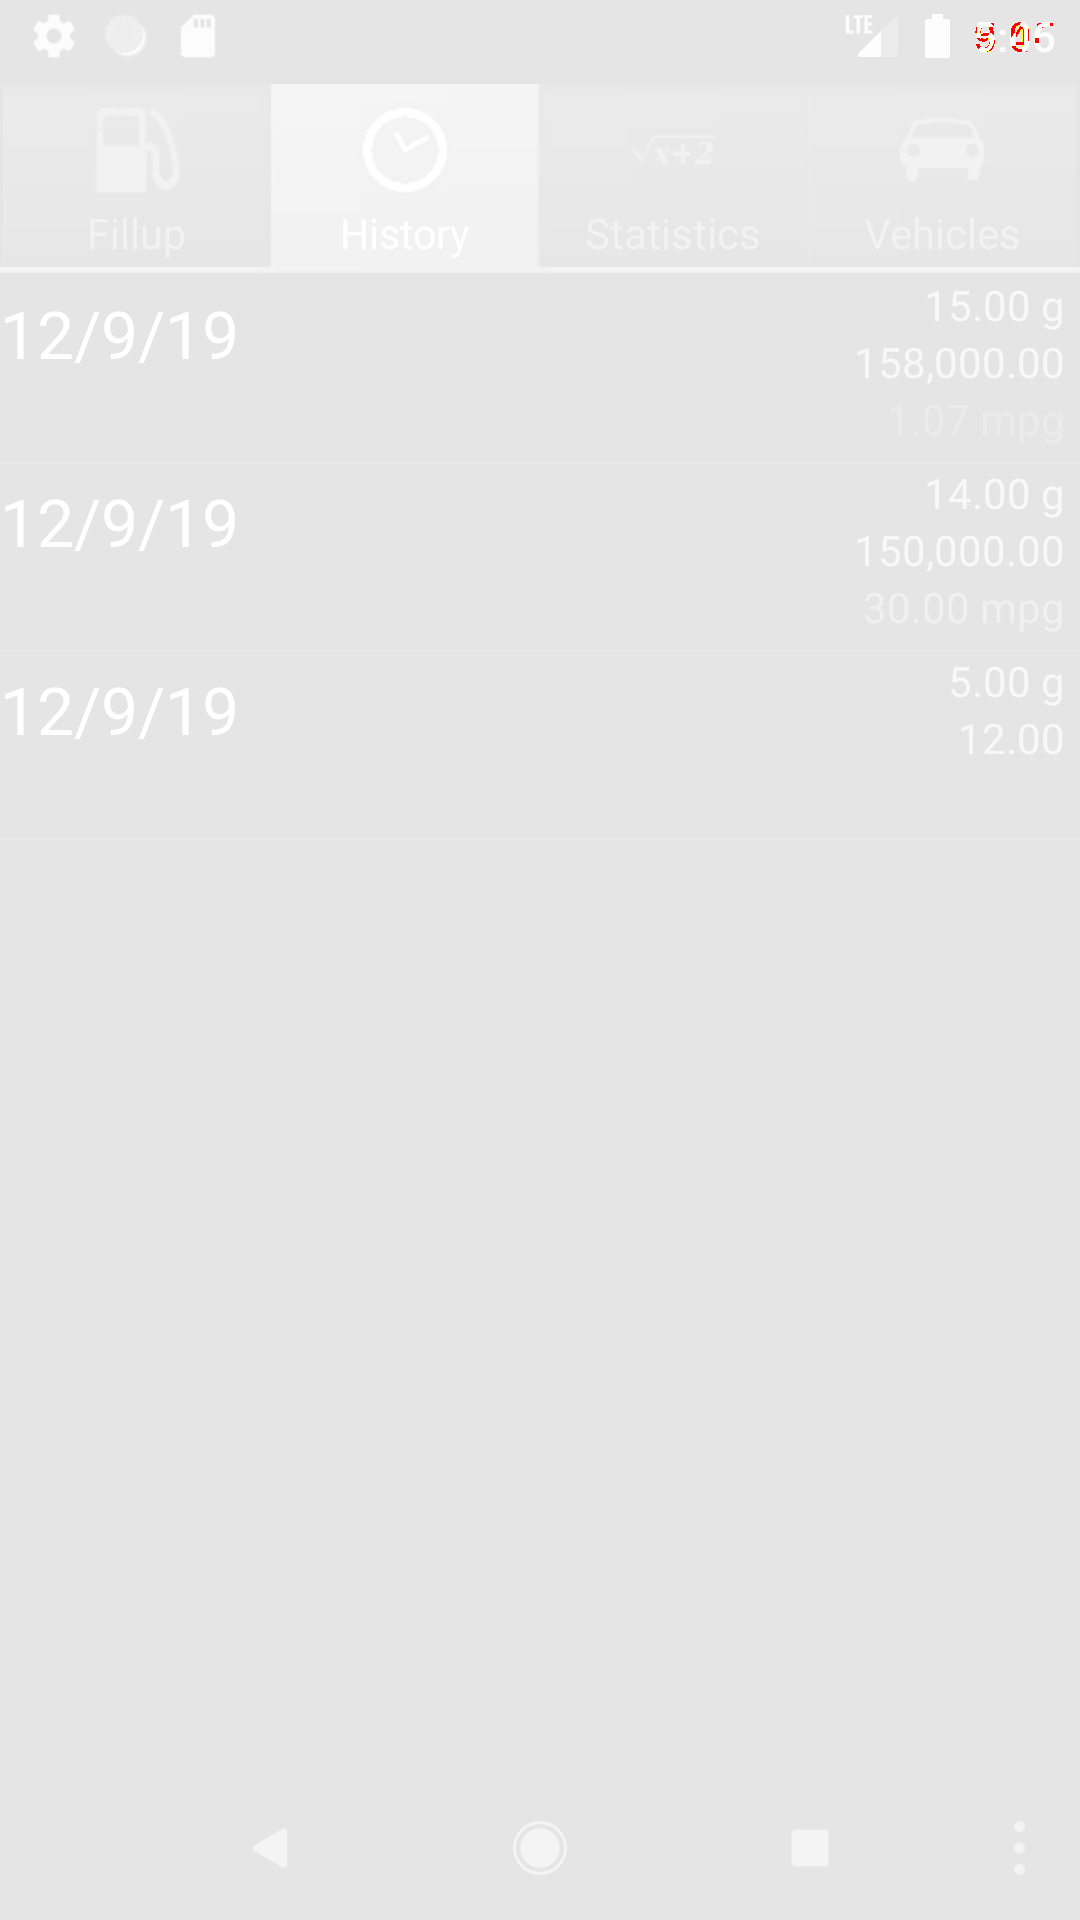 LTE
Fillup History √x+2 Statistics Vehicles
12/9/19 15.00 g
158,000.00
1.07 mpg
12/9/19 14.00 g
150,000.00
30.00 mpg
12/9/19 5.00 g
12.00